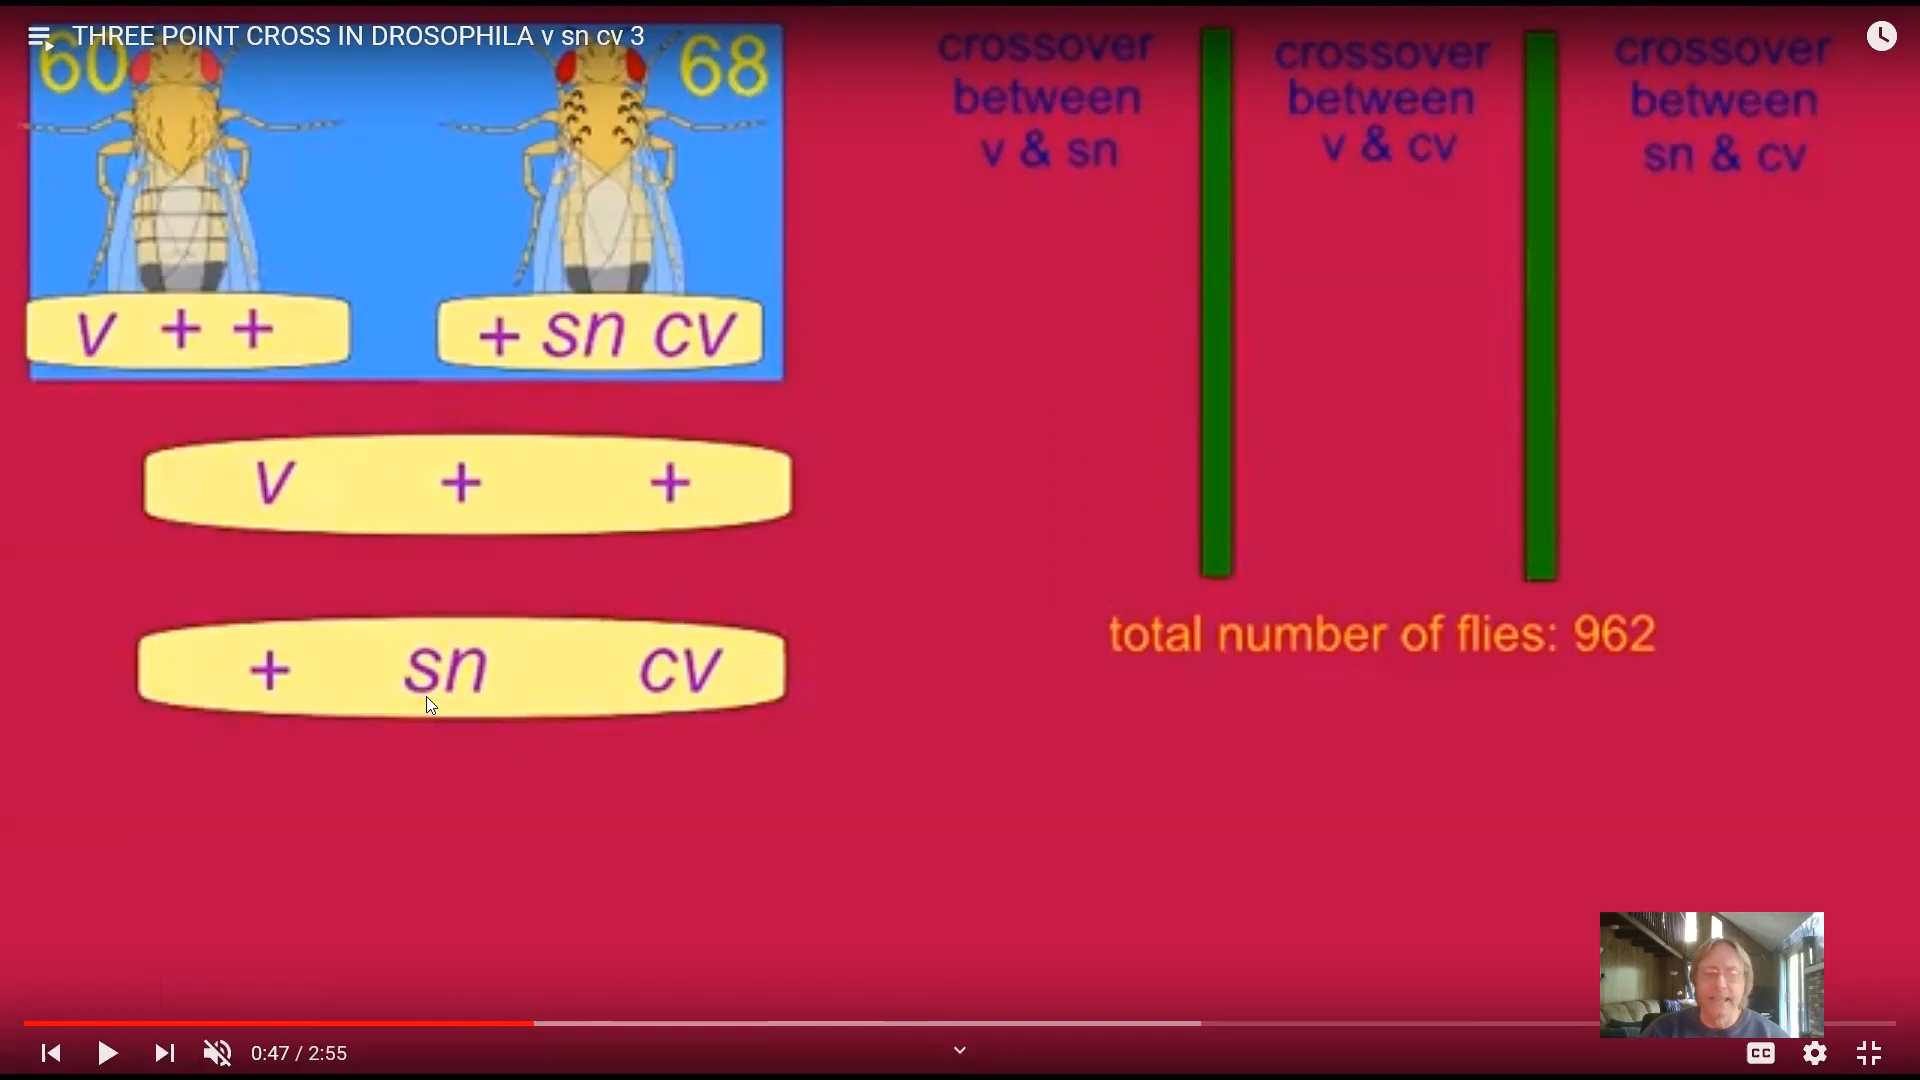 THREE POINT CROSS IN DROSOPHILA v sn cv 3
60
68
v + +
+ sn cv
v + +
+ sn cv
crossover
between
v & sn
crossover
between
v & cv
crossover
between
sn & cv
total number of flies: 962
0:47 / 2:55
CC